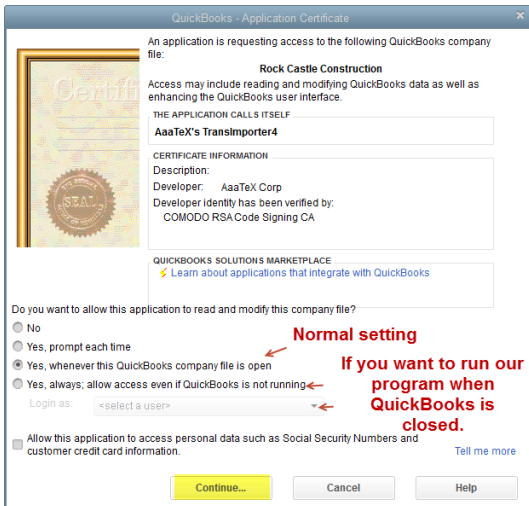 QuickBooks - Application Certificate
An application is requesting access to the following QuickBooks company
file:
Rock Castle Construction
Access may include reading and modifying QuickBooks data as well as
enhancing the QuickBooks user interface.
THE APPLICATION CALLS ITSELF
AaaTeX's TransImporter4
CERTIFICATE INFORMATION
Description:
Developer: AaaTeX Corp
Developer identity has been verified by:
COMODO RSA Code Signing CA
QUICKBOOKS SOLUTIONS MARKETPLACE
Learn about applications that integrate with QuickBooks
Certifi
SEAL
Do you want to allow this application to read and modify this company file?
No
Yes, prompt each time
Normal setting
Yes, whenever this QuickBooks company file is open
Yes, always; allow access even if QuickBooks is not running
If you want to run our
program when
QuickBooks is
closed.
Login as: <select a user>
Allow this application to access personal data such as Social Security Numbers and
customer credit card information.
Tell me more
Continue...
Cancel
Help